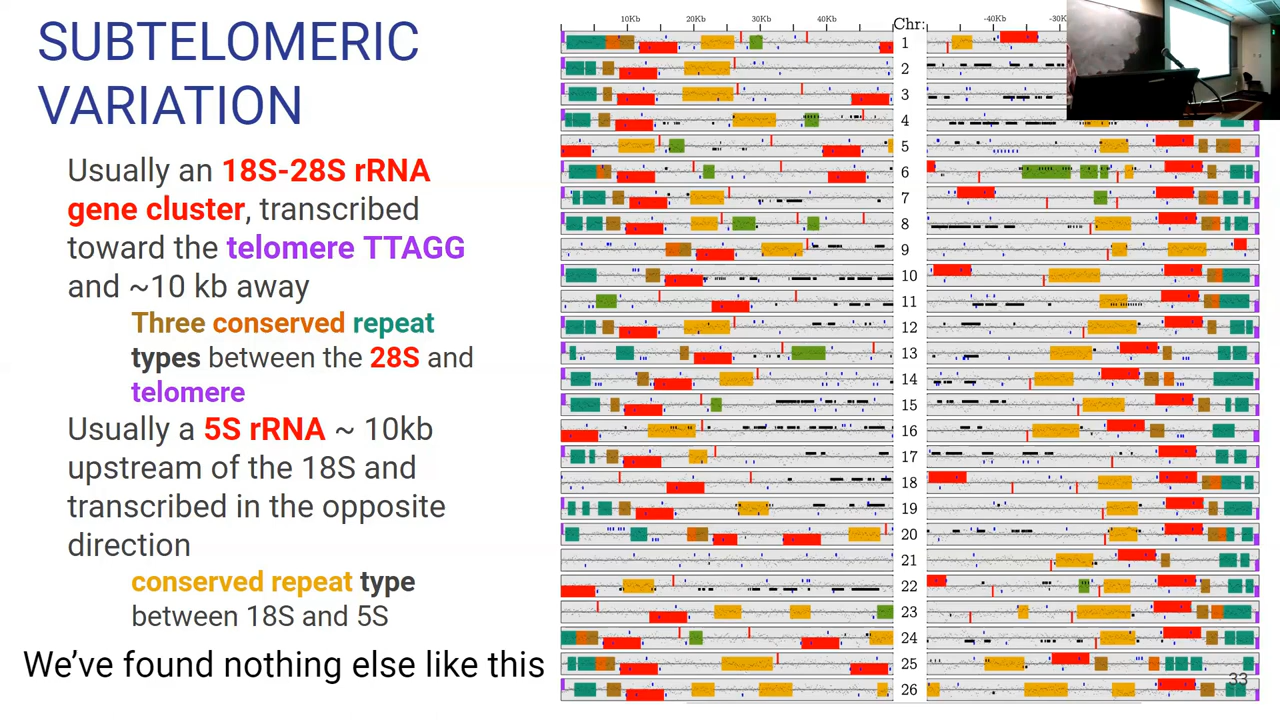 SUBTELOMERIC
VARIATION
Usually an 18S-28S rRNA
gene cluster, transcribed
toward the telomere TTAGG
and ~10 kb away
Three conserved repeat
types between the 28S and
telomere
Usually a 5S rRNA ~ 10kb
upstream of the 18S and
transcribed in the opposite
direction
conserved repeat type
between 18S and 5S
We’ve found nothing else like this
10Kb 20Kb 30Kb 40Kb Chr: -40Kb -30K
1
2
3
4
5
6
7
8
9
10
11
12
13
14
15
16
17
18
19
20
21
22
23
24
25
26
33